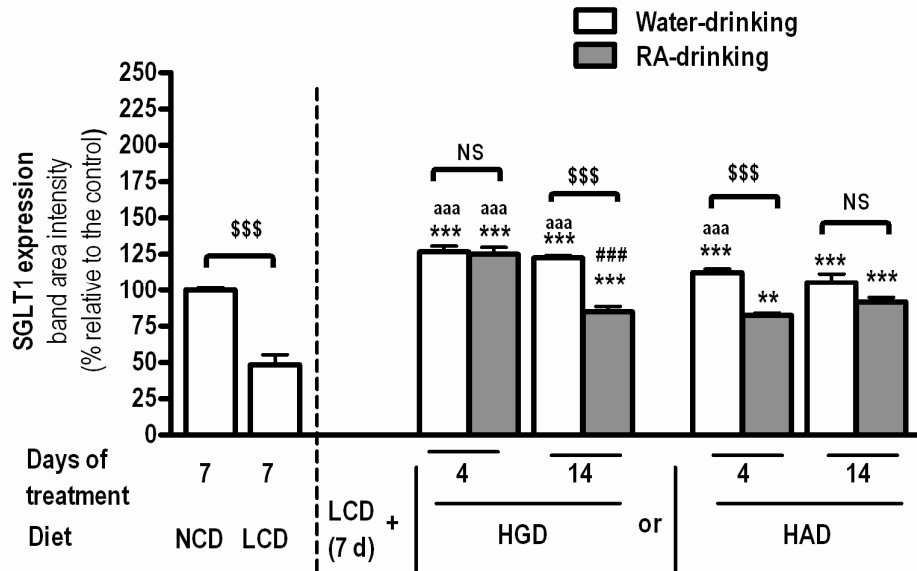 Water-drinking
RA-drinking
SGLT1 expression
band area intensity
(% relative to the control)
250
225
200
175
150
125
100
75
50
25
0
$$$
NS
aaa
***
aaa
***
$$$
aaa
***
###
***
$$$
aaa
***
**
NS
***
***
Days of
treatment
7
7
4
14
4
14
Diet
NCD
LCD
LCD
(7 d)
+
HGD
or
HAD